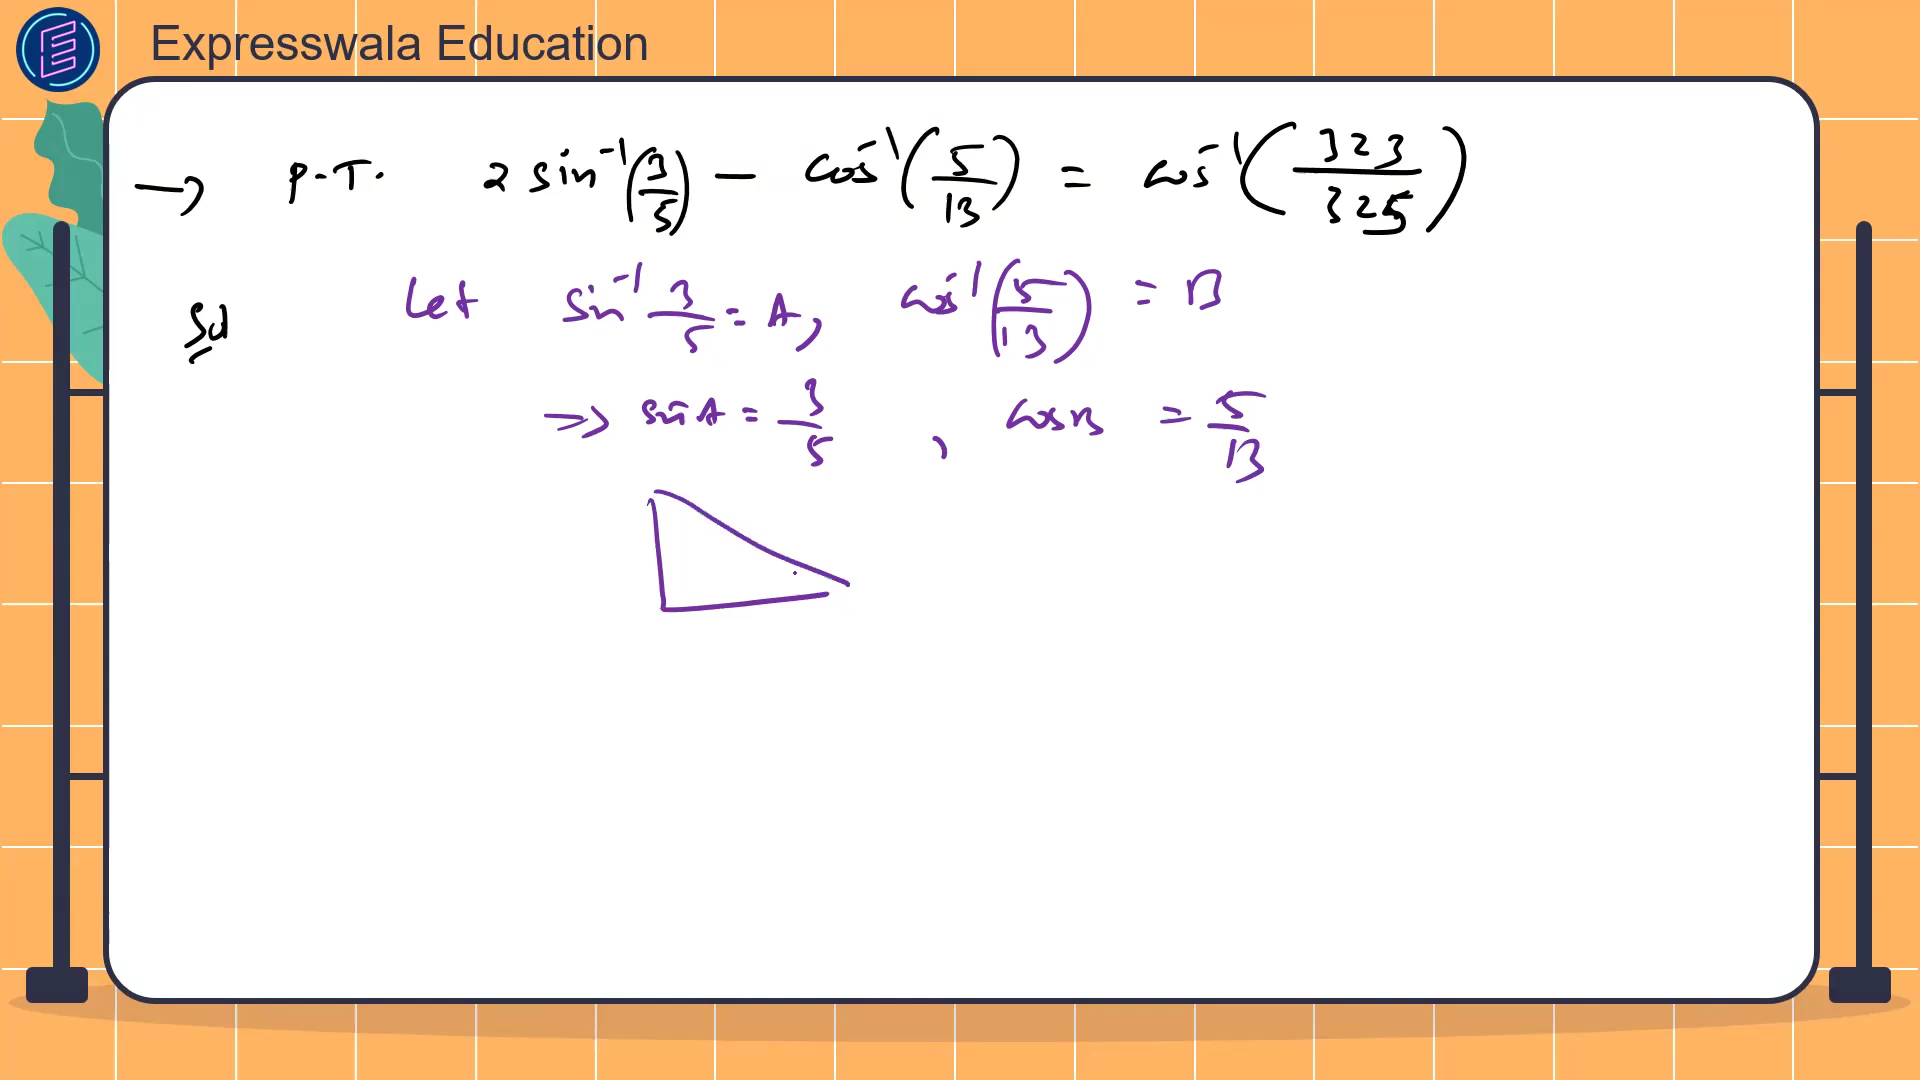 Expresswala Education
→ P.T. 2 sin⁻¹(3/5) − cos⁻¹(5/13) = cos⁻¹(323/325)
Sol Let sin⁻¹ 3/5 = A, cos⁻¹(5/13) = B
⇒ sin A = 3/5 , cos B = 5/13